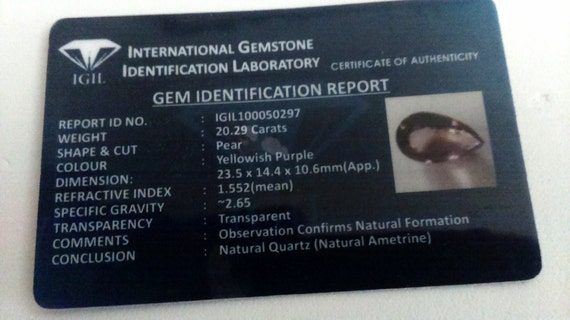 INTERNATIONAL GEMSTONE
IDENTIFICATION LABORATORY CERTIFICATE OF AUTHENTICITY
IGIL
GEM IDENTIFICATION REPORT
REPORT ID NO. : IGIL100050297
WEIGHT : 20.29 Carats
SHAPE & CUT : Pear
COLOUR : Yellowish Purple
DIMENSION: : 23.5 x 14.4 x 10.6mm(App.)
REFRACTIVE INDEX : 1.552(mean)
SPECIFIC GRAVITY : ~2.65
TRANSPARENCY : Transparent
COMMENTS : Observation Confirms Natural Formation
CONCLUSION : Natural Quartz (Natural Ametrine)